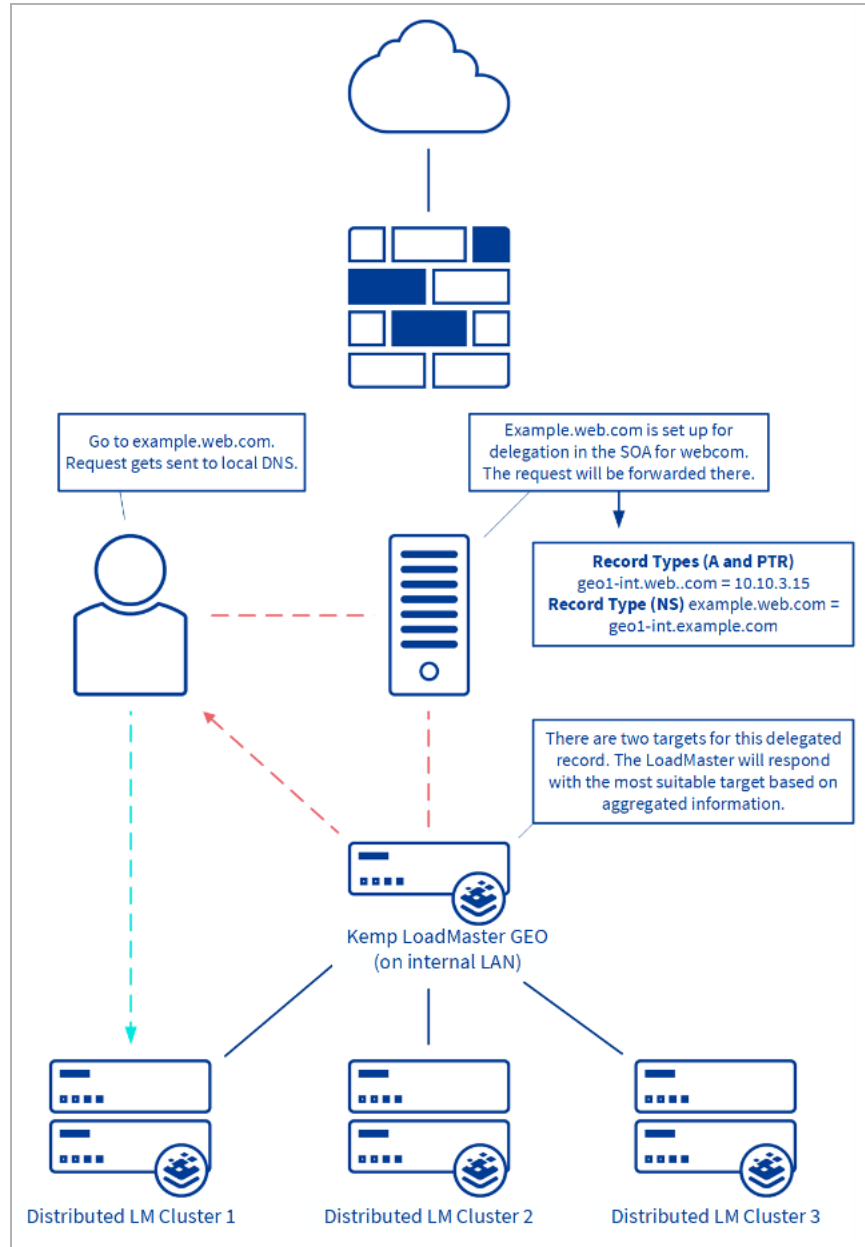 Go to example.web.com.
Request gets sent to local DNS.
Example.web.com is set up for
delegation in the SOA for webcom.
The request will be forwarded there.
Record Types (A and PTR)
geo1-int.web..com = 10.10.3.15
Record Type (NS) example.web.com =
geo1-int.example.com
There are two targets for this delegated
record. The LoadMaster will respond
with the most suitable target based on
aggregated information.
Kemp LoadMaster GEO
(on internal LAN)
Distributed LM Cluster 1
Distributed LM Cluster 2
Distributed LM Cluster 3